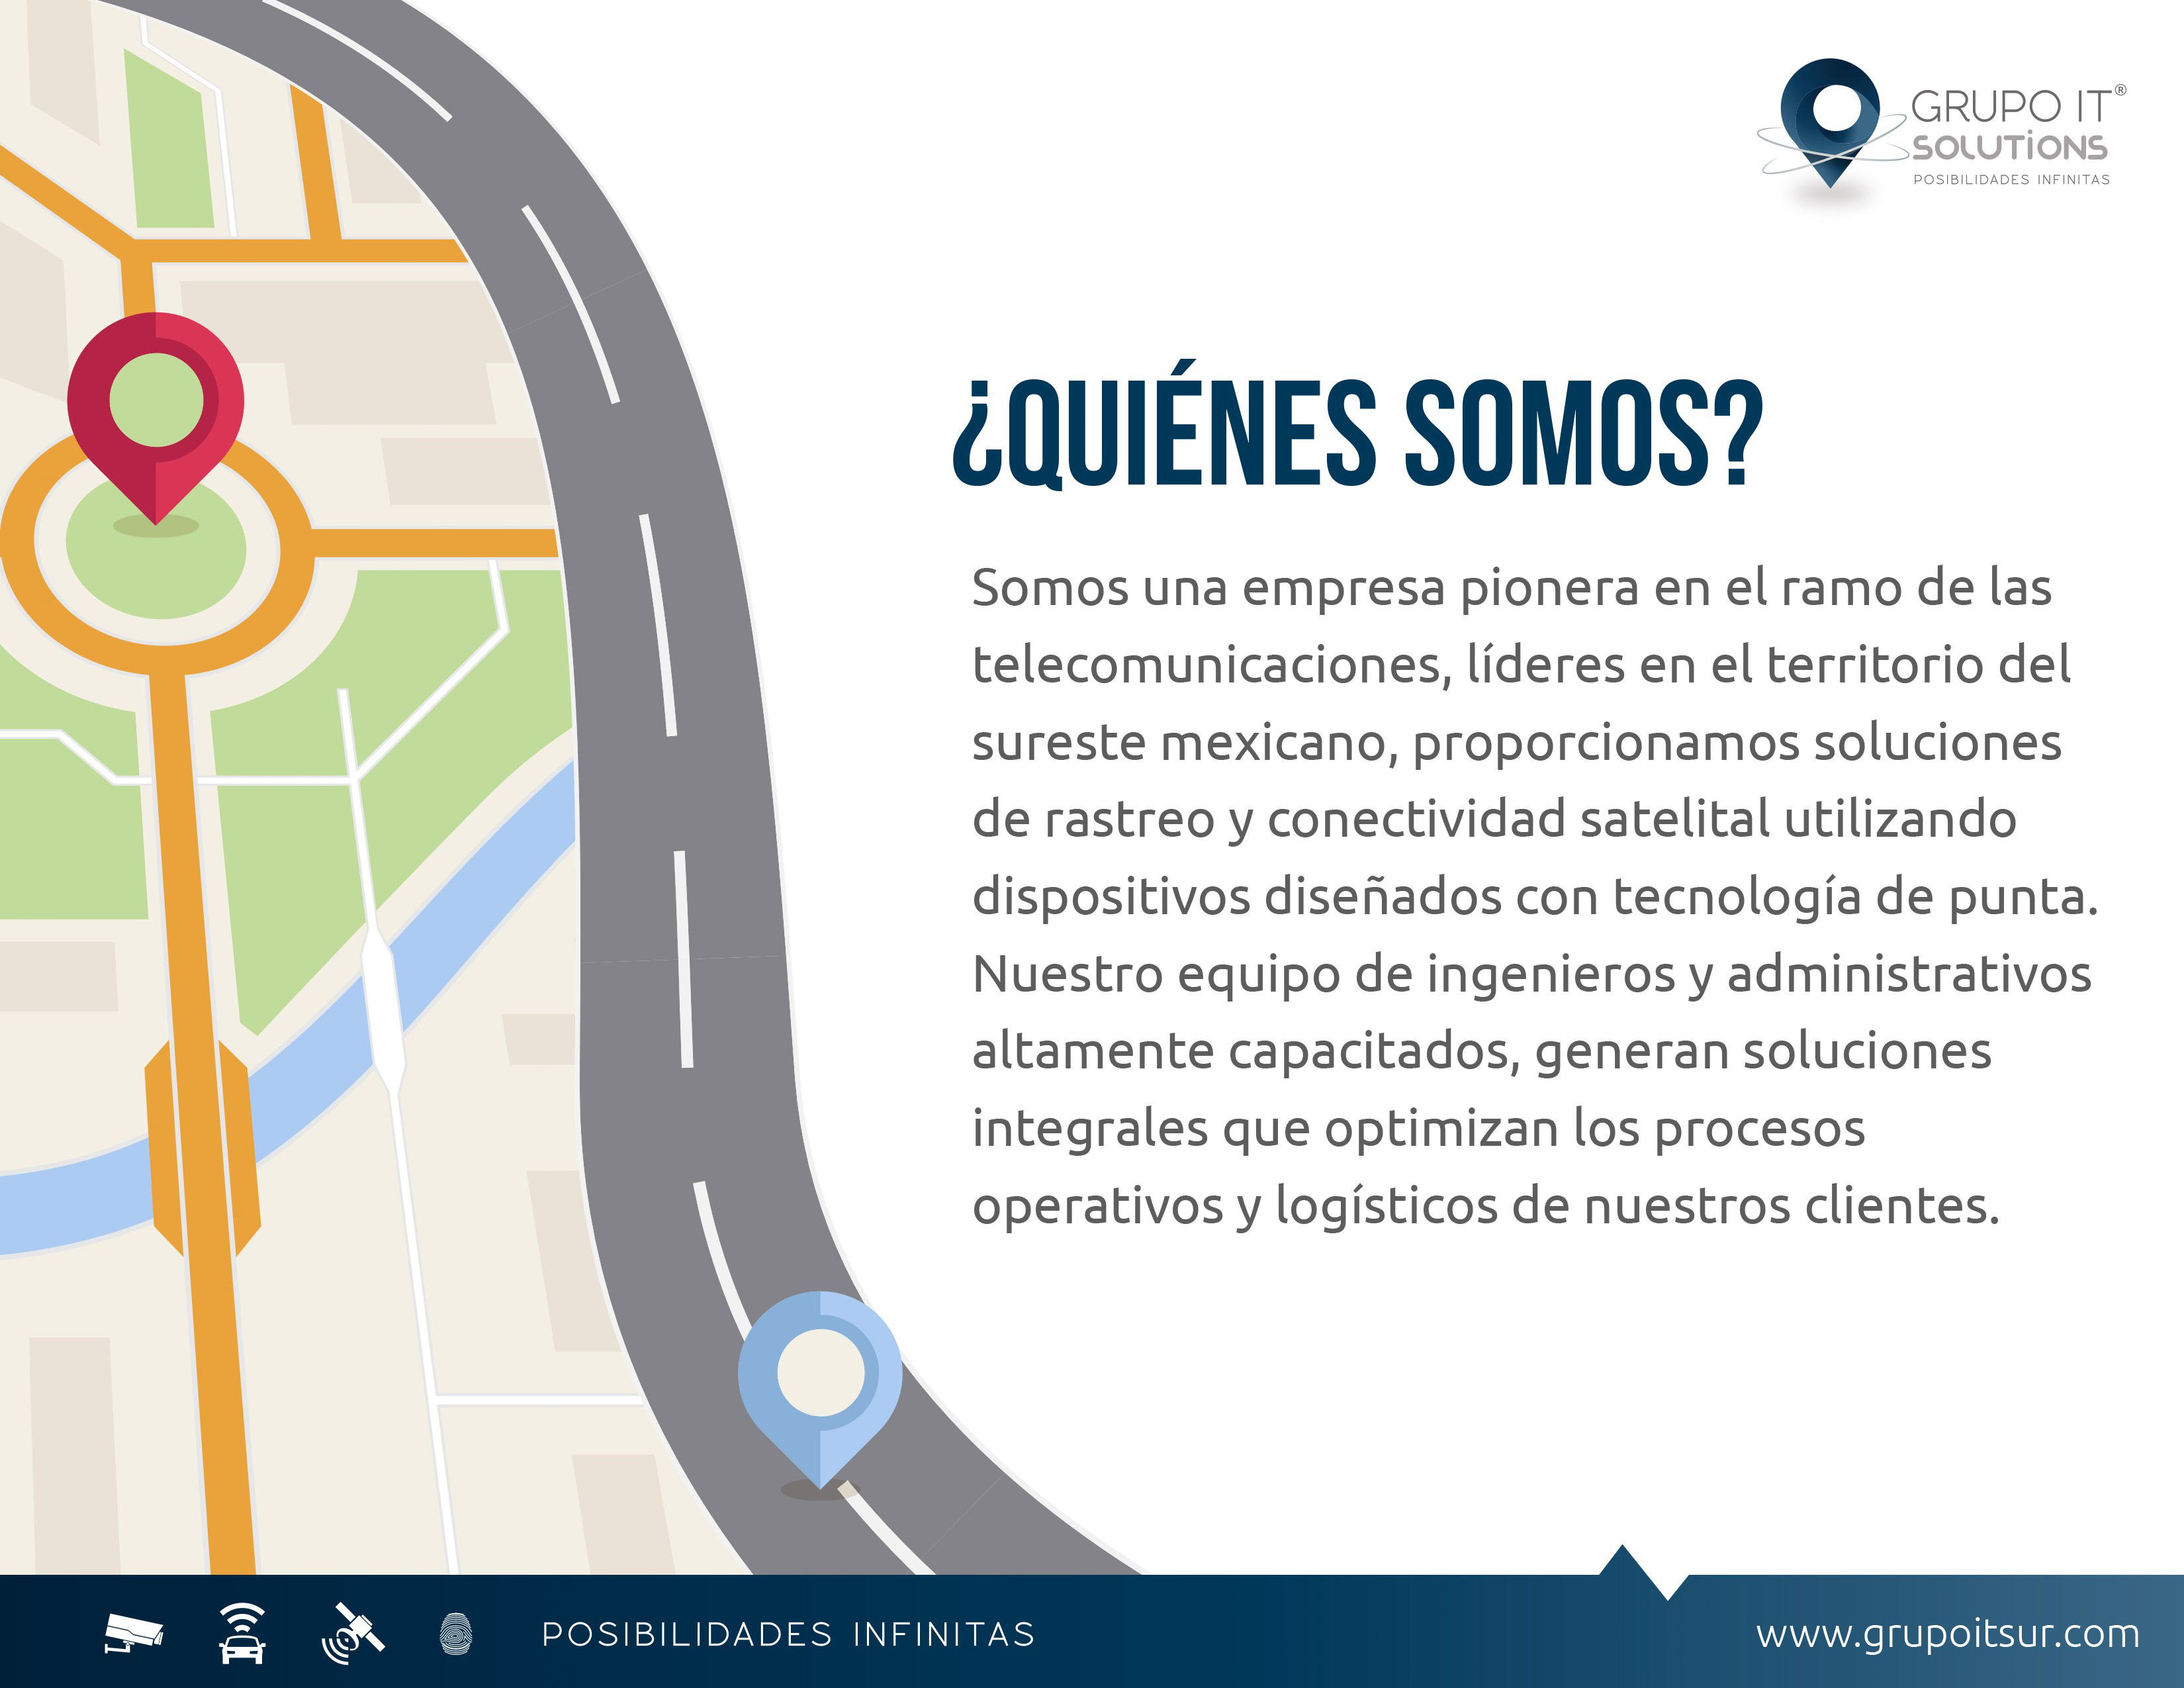 GRUPO IT®
SOLUTIONS
POSIBILIDADES INFINITAS
¿QUIÉNES SOMOS?
Somos una empresa pionera en el ramo de las
telecomunicaciones, líderes en el territorio del
sureste mexicano, proporcionamos soluciones
de rastreo y conectividad satelital utilizando
dispositivos diseñados con tecnología de punta.
Nuestro equipo de ingenieros y administrativos
altamente capacitados, generan soluciones
integrales que optimizan los procesos
operativos y logísticos de nuestros clientes.
POSIBILIDADES INFINITAS
www.grupoitsur.com